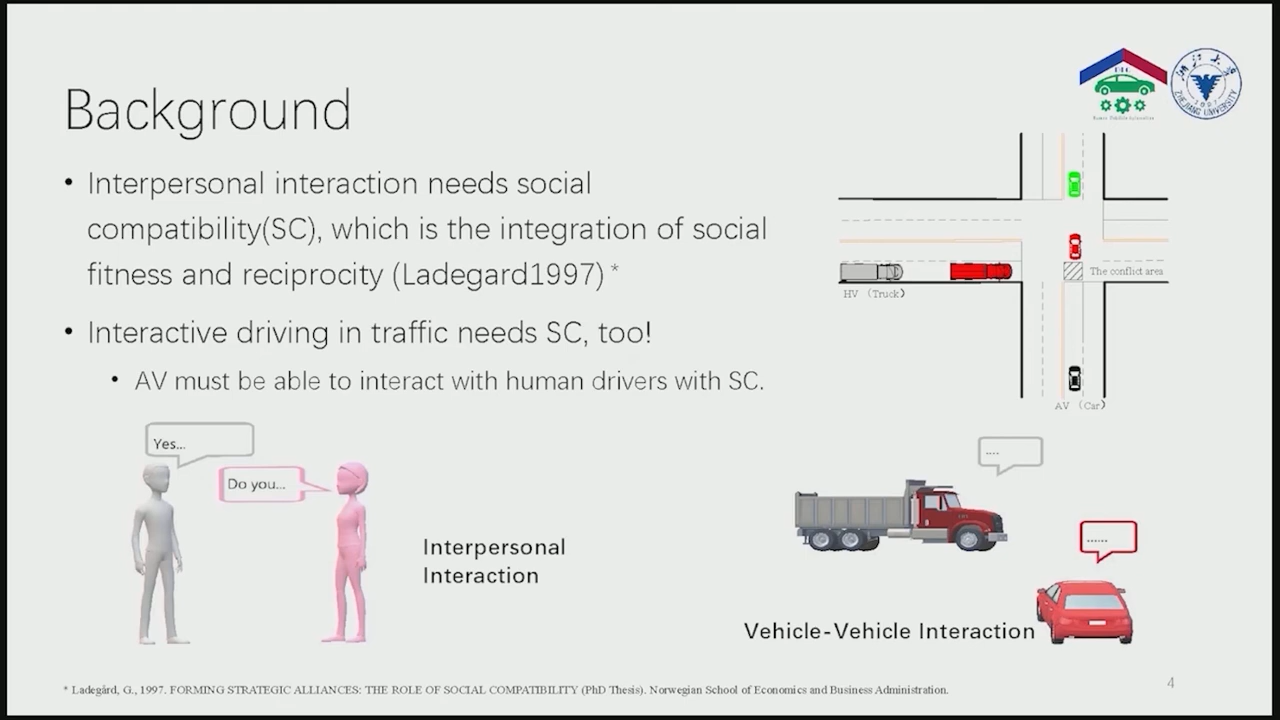 Background
• Interpersonal interaction needs social
compatibility(SC), which is the integration of social
fitness and reciprocity (Ladegard1997) *
• Interactive driving in traffic needs SC, too!
• AV must be able to interact with human drivers with SC.
ZHEJIANG UNIVERSITY
The conflict area
HV (Truck)
AV (Car)
Yes...
Do you...
Interpersonal
Interaction
....
......
Vehicle-Vehicle Interaction
* Ladegård, G., 1997. FORMING STRATEGIC ALLIANCES: THE ROLE OF SOCIAL COMPATIBILITY (PhD Thesis). Norwegian School of Economics and Business Administration.
4